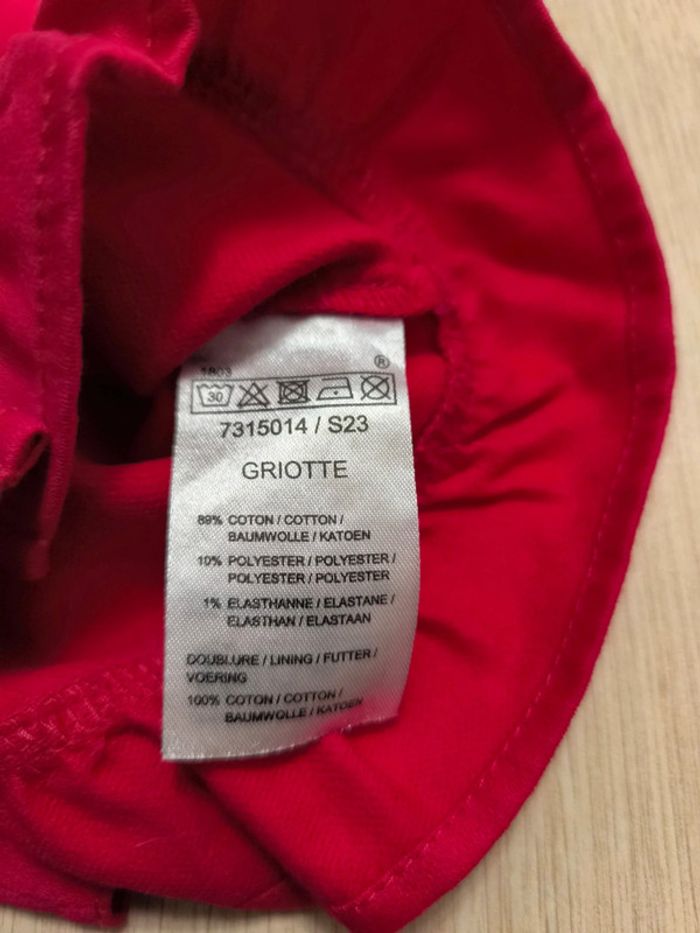 1803
®
30
7315014 / S23
GRIOTTE
89% COTON / COTTON /
BAUMWOLLE / KATOEN
10% POLYESTER / POLYESTER /
POLYESTER / POLYESTER
1% ELASTHANNE / ELASTANE /
ELASTHAN / ELASTAAN
DOUBLURE / LINING / FUTTER /
VOERING
100% COTON / COTTON /
BAUMWOLLE / KATOEN